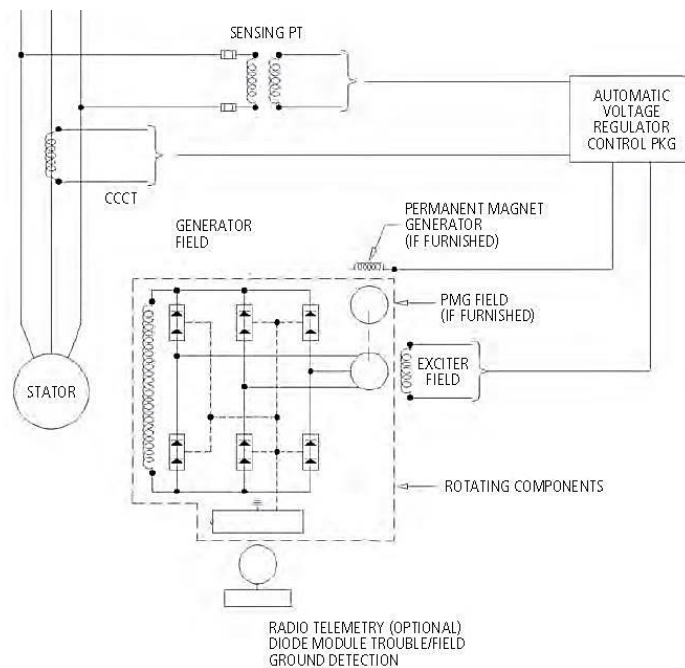 SENSING PT
AUTOMATIC
VOLTAGE
REGULATOR
CONTROL PKG
CCCT
PERMANENT MAGNET
GENERATOR
(IF FURNISHED)
GENERATOR
FIELD
PMG FIELD
(IF FURNISHED)
EXCITER
FIELD
STATOR
ROTATING COMPONENTS
RADIO TELEMETRY (OPTIONAL)
DIODE MODULE TROUBLE/FIELD
GROUND DETECTION